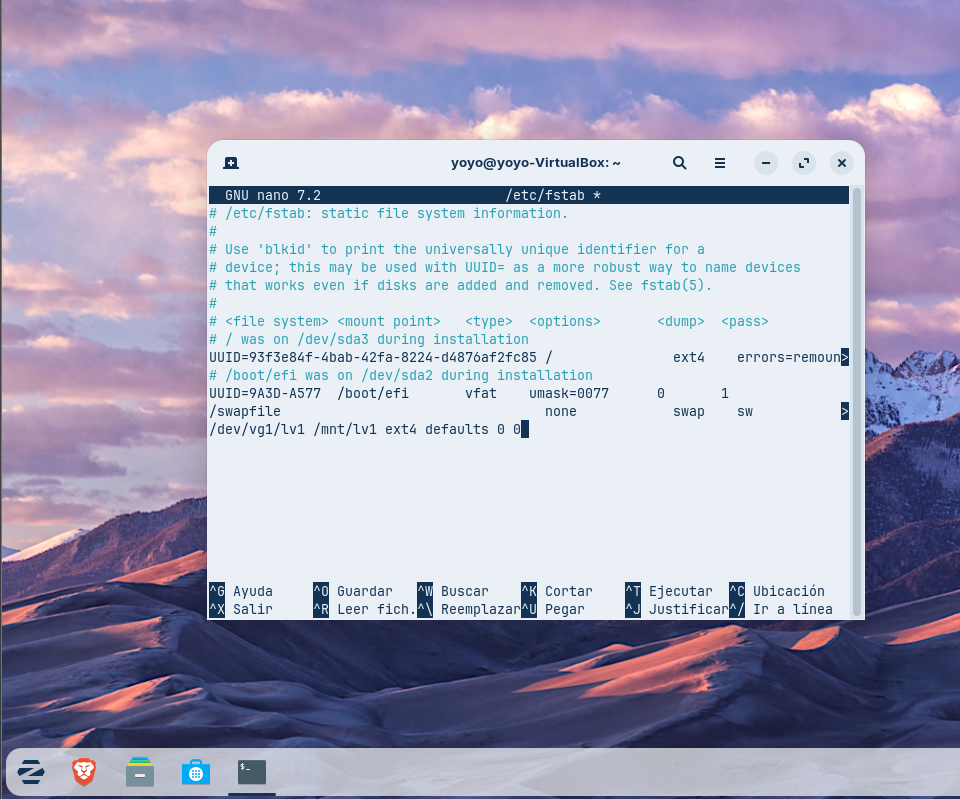 yoyo@yoyo-VirtualBox: ~
GNU nano 7.2 /etc/fstab *
# /etc/fstab: static file system information.
#
# Use 'blkid' to print the universally unique identifier for a
# device; this may be used with UUID= as a more robust way to name devices
# that works even if disks are added and removed. See fstab(5).
#
# <file system> <mount point>   <type>  <options>       <dump>  <pass>
# / was on /dev/sda3 during installation
UUID=93f3e84f-4bab-42fa-8224-d4876af2fc85 /               ext4    errors=remoun>
# /boot/efi was on /dev/sda2 during installation
UUID=9A3D-A577  /boot/efi       vfat    umask=0077      0       1
/swapfile                                 none            swap    sw           >
/dev/vg1/lv1 /mnt/lv1 ext4 defaults 0 0
^G Ayuda ^O Guardar ^W Buscar ^K Cortar ^T Ejecutar ^C Ubicación
^X Salir ^R Leer fich. ^\ Reemplazar ^U Pegar ^J Justificar ^/ Ir a línea
$_